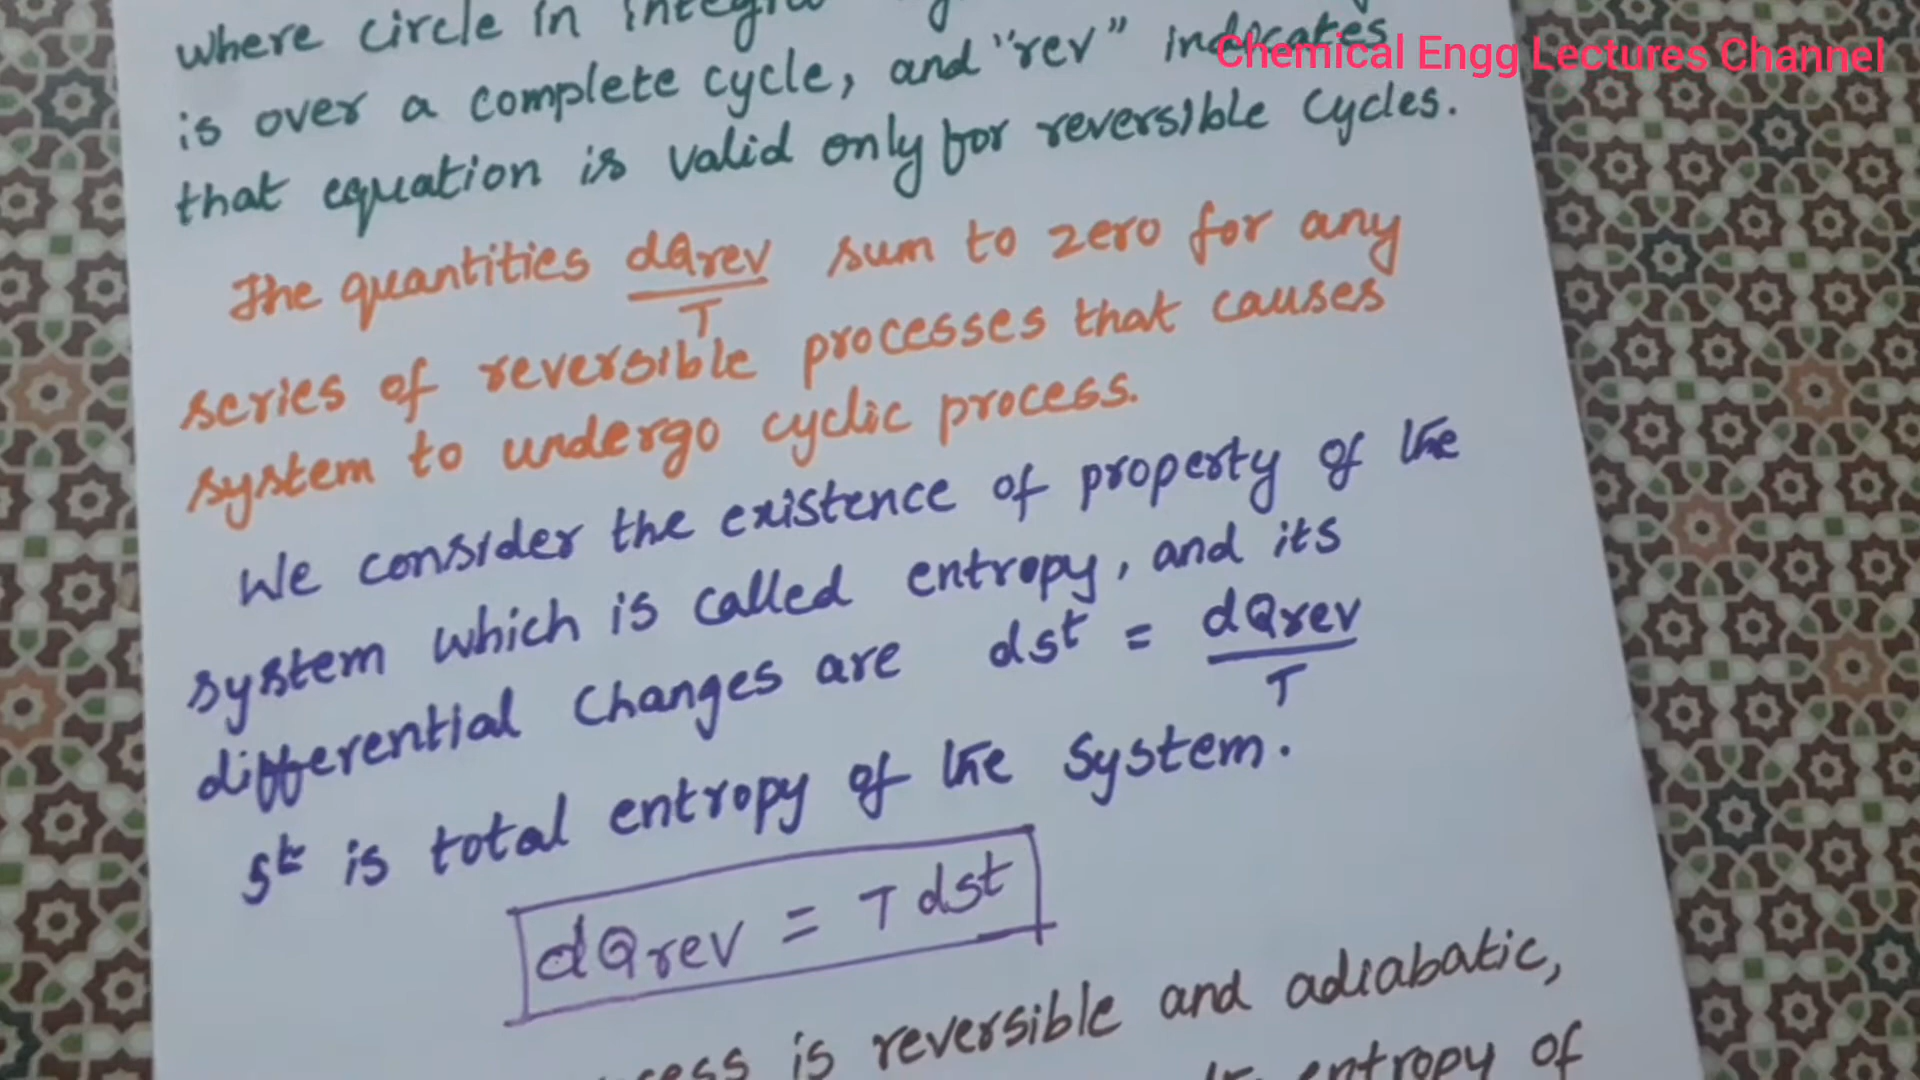 where circle in
Chemical Engg Lectures Channel
is over a complete cycle, and "rev" indicates
that equation is valid only for reversible cycles.
The quantities dQrev/T sum to zero for any
series of reversible processes that causes
system to undergo cyclic process.
We consider the existence of property of the
system which is called entropy, and its
differential changes are dSt = dQrev/T
St is total entropy of the system.
dQrev = T dSt
is reversible and adiabatic,
entropy of